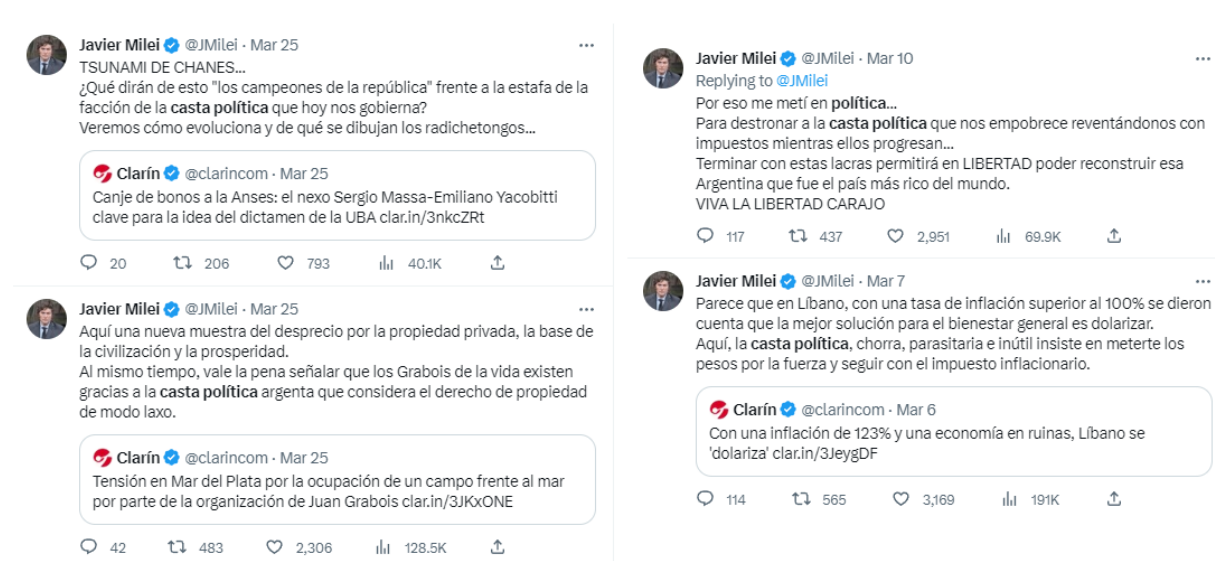 Javier Milei @JMilei · Mar 25
TSUNAMI DE CHANES...
¿Qué dirán de esto "los campeones de la república" frente a la estafa de la
facción de la casta política que hoy nos gobierna?
Veremos cómo evoluciona y de qué se dibujan los radichetongos...
Clarín @clarincom · Mar 25
Canje de bonos a la Anses: el nexo Sergio Massa-Emiliano Yacobitti
clave para la idea del dictamen de la UBA clar.in/3nkcZRt
20 206 793 40.1K
Javier Milei @JMilei · Mar 25
Aquí una nueva muestra del desprecio por la propiedad privada, la base de
la civilización y la prosperidad.
Al mismo tiempo, vale la pena señalar que los Grabois de la vida existen
gracias a la casta política argenta que considera el derecho de propiedad
de modo laxo.
Clarín @clarincom · Mar 25
Tensión en Mar del Plata por la ocupación de un campo frente al mar
por parte de la organización de Juan Grabois clar.in/3JKxONE
42 483 2,306 128.5K
Javier Milei @JMilei · Mar 10
Replying to @JMilei
Por eso me metí en política...
Para destronar a la casta política que nos empobrece reventándonos con
impuestos mientras ellos progresan...
Terminar con estas lacras permitirá en LIBERTAD poder reconstruir esa
Argentina que fue el país más rico del mundo.
VIVA LA LIBERTAD CARAJO
117 437 2,951 69.9K
Javier Milei @JMilei · Mar 7
Parece que en Líbano, con una tasa de inflación superior al 100% se dieron
cuenta que la mejor solución para el bienestar general es dolarizar.
Aquí, la casta política, chorra, parasitaria e inútil insiste en meterte los
pesos por la fuerza y seguir con el impuesto inflacionario.
Clarín @clarincom · Mar 6
Con una inflación de 123% y una economía en ruinas, Líbano se
'dolariza' clar.in/3JeygDF
114 565 3,169 191K